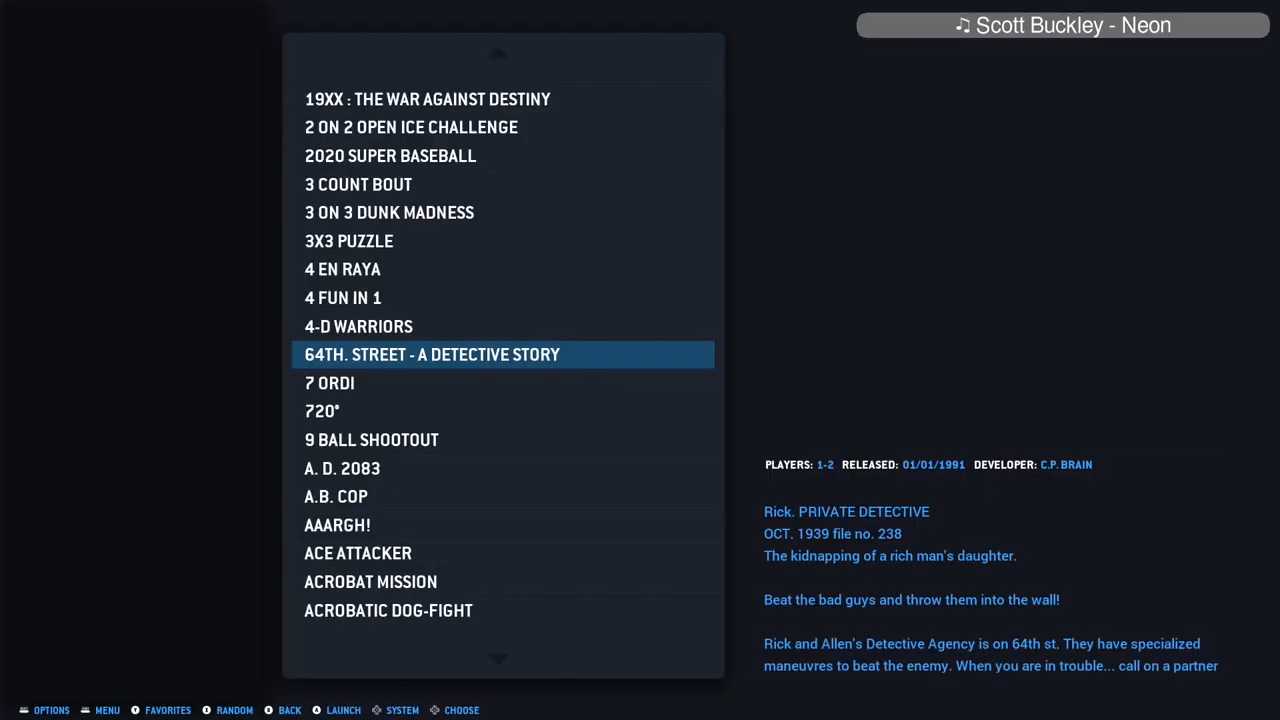 ♫ Scott Buckley - Neon
19XX : THE WAR AGAINST DESTINY
2 ON 2 OPEN ICE CHALLENGE
2020 SUPER BASEBALL
3 COUNT BOUT
3 ON 3 DUNK MADNESS
3X3 PUZZLE
4 EN RAYA
4 FUN IN 1
4-D WARRIORS
64TH. STREET - A DETECTIVE STORY
7 ORDI
720°
9 BALL SHOOTOUT
A. D. 2083
A.B. COP
AAARGH!
ACE ATTACKER
ACROBAT MISSION
ACROBATIC DOG-FIGHT
PLAYERS: 1-2 RELEASED: 01/01/1991 DEVELOPER: C.P. BRAIN
Rick. PRIVATE DETECTIVE
OCT. 1939 file no. 238
The kidnapping of a rich man's daughter.
Beat the bad guys and throw them into the wall!
Rick and Allen's Detective Agency is on 64th st. They have specialized
maneuvres to beat the enemy. When you are in trouble... call on a partner
OPTIONS MENU FAVORITES RANDOM BACK LAUNCH SYSTEM CHOOSE